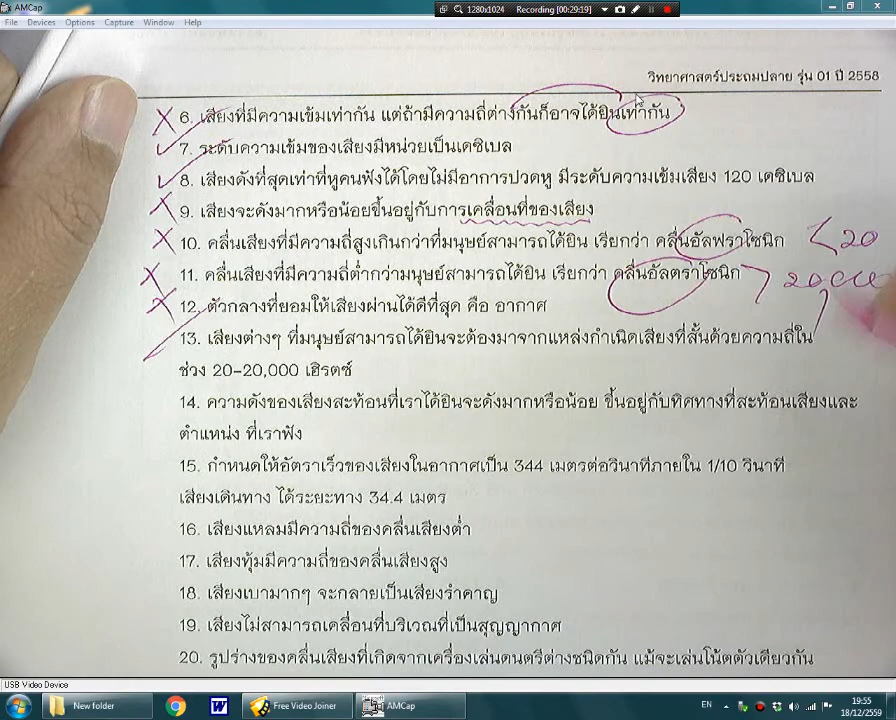 AMCap
1280x1024 Recording [00:29:19]
File Devices Options Capture Window Help
วิทยาศาสตร์ประถมปลาย รุ่น 01 ปี 2558
6. เสียงที่มีความเข้มเท่ากัน แต่ถ้ามีความถี่ต่างกันก็อาจได้ยินเท่ากัน
7. ระดับความเข้มของเสียงมีหน่วยเป็นเดซิเบล
8. เสียงดังที่สุดเท่าที่หูคนฟังได้โดยไม่มีอาการปวดหู มีระดับความเข้มเสียง 120 เดซิเบล
9. เสียงจะดังมากหรือน้อยขึ้นอยู่กับการเคลื่อนที่ของเสียง
10. คลื่นเสียงที่มีความถี่สูงเกินกว่าที่มนุษย์สามารถได้ยิน เรียกว่า คลื่นอัลฟราโซนิก <20
11. คลื่นเสียงที่มีความถี่ต่ำกว่ามนุษย์สามารถได้ยิน เรียกว่า คลื่นอัลตราโซนิก
12. ตัวกลางที่ยอมให้เสียงผ่านได้ดีที่สุด คือ อากาศ
13. เสียงต่างๆ ที่มนุษย์สามารถได้ยินจะต้องมาจากแหล่งกำเนิดเสียงที่สั่นด้วยความถี่ใน
ช่วง 20-20,000 เฮิรตซ์
14. ความดังของเสียงสะท้อนที่เราได้ยินจะดังมากหรือน้อย ขึ้นอยู่กับทิศทางที่สะท้อนเสียงและ
ตำแหน่ง ที่เราฟัง
15. กำหนดให้อัตราเร็วของเสียงในอากาศเป็น 344 เมตรต่อวินาทีภายใน 1/10 วินาที
เสียงเดินทาง ได้ระยะทาง 34.4 เมตร
16. เสียงแหลมมีความถี่ของคลื่นเสียงต่ำ
17. เสียงทุ้มมีความถี่ของคลื่นเสียงสูง
18. เสียงเบามากๆ จะกลายเป็นเสียงรำคาญ
19. เสียงไม่สามารถเคลื่อนที่บริเวณที่เป็นสุญญากาศ
20. รูปร่างของคลื่นเสียงที่เกิดจากเครื่องเล่นดนตรีต่างชนิดกัน แม้จะเล่นโน้ตตัวเดียวกัน
USB Video Device
New folder W Free Video Joiner AMCap EN 19:55
18/12/2559